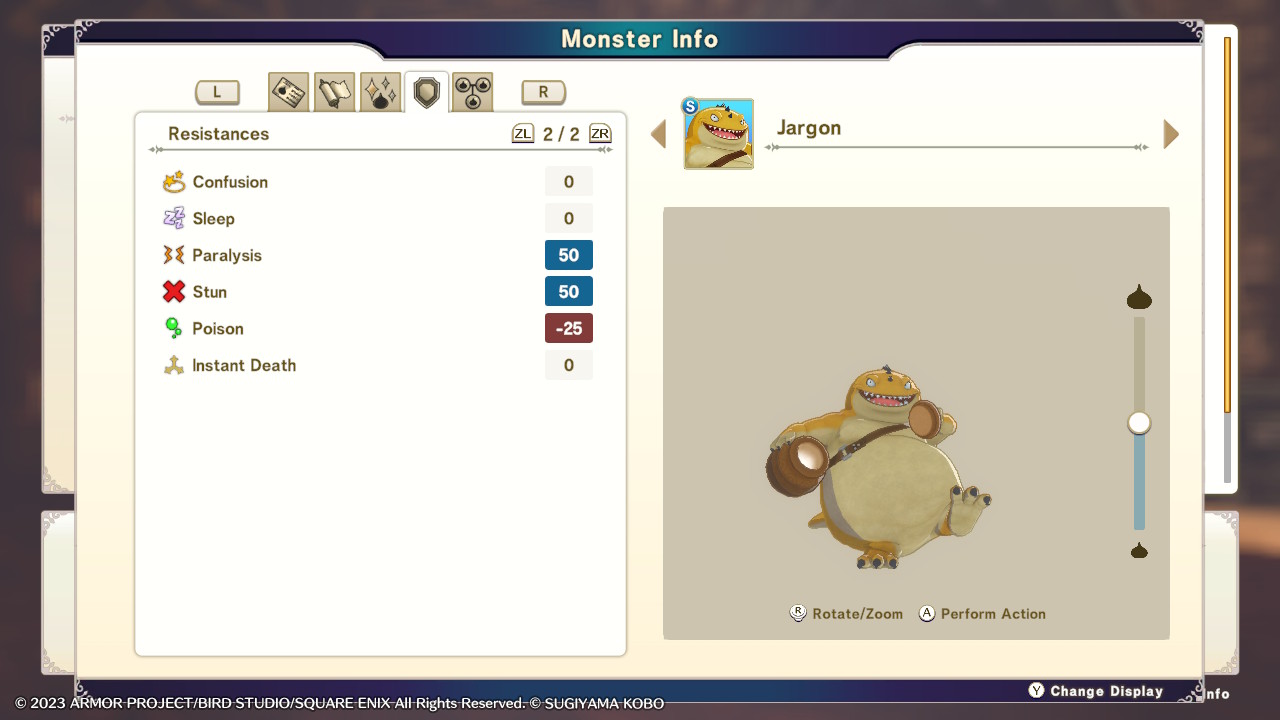 Monster Info
L
R
Resistances
ZL 2 / 2 ZR
S
Jargon
Confusion 0
Sleep 0
Paralysis 50
Stun 50
Poison -25
Instant Death 0
R Rotate/Zoom A Perform Action
Y Change Display
nfo
© 2023 ARMOR PROJECT/BIRD STUDIO/SQUARE ENIX All Rights Reserved. © SUGIYAMA KOBO